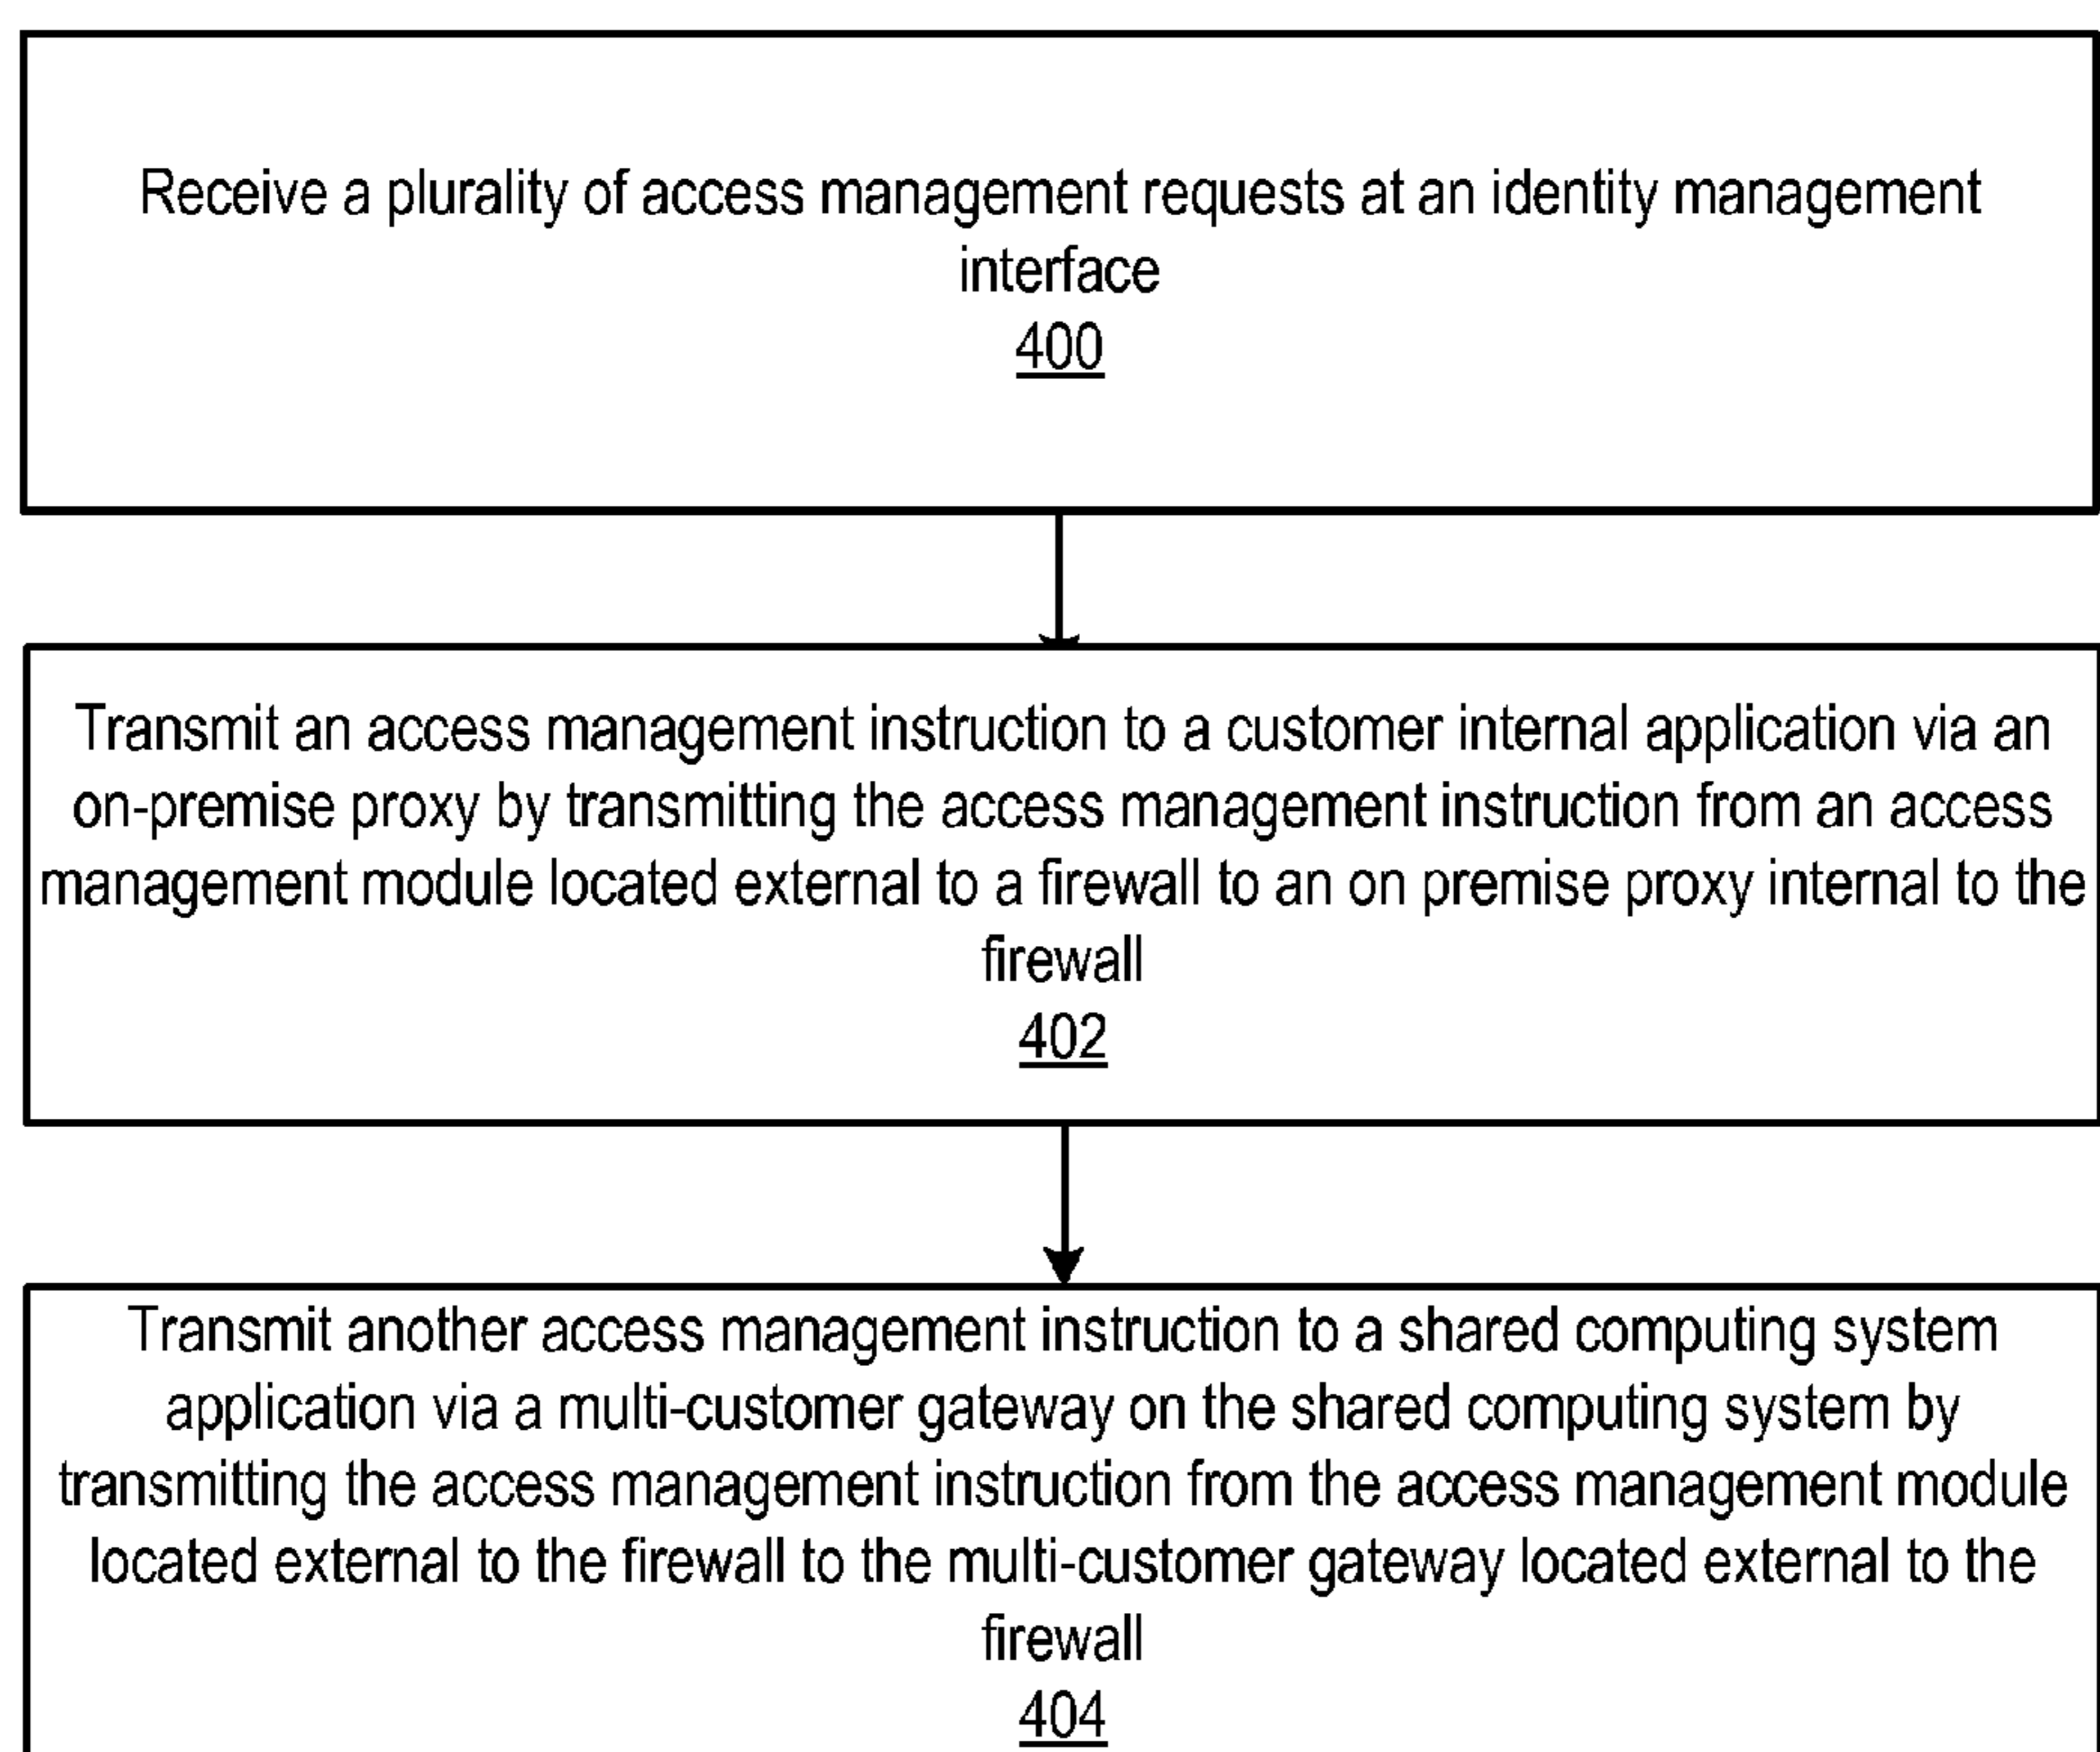 Receive a plurality of access management requests at an identity management
interface
400
Transmit an access management instruction to a customer internal application via an
on-premise proxy by transmitting the access management instruction from an access
management module located external to a firewall to an on premise proxy internal to the
firewall
402
Transmit another access management instruction to a shared computing system
application via a multi-customer gateway on the shared computing system by
transmitting the access management instruction from the access management module
located external to the firewall to the multi-customer gateway located external to the
firewall
404